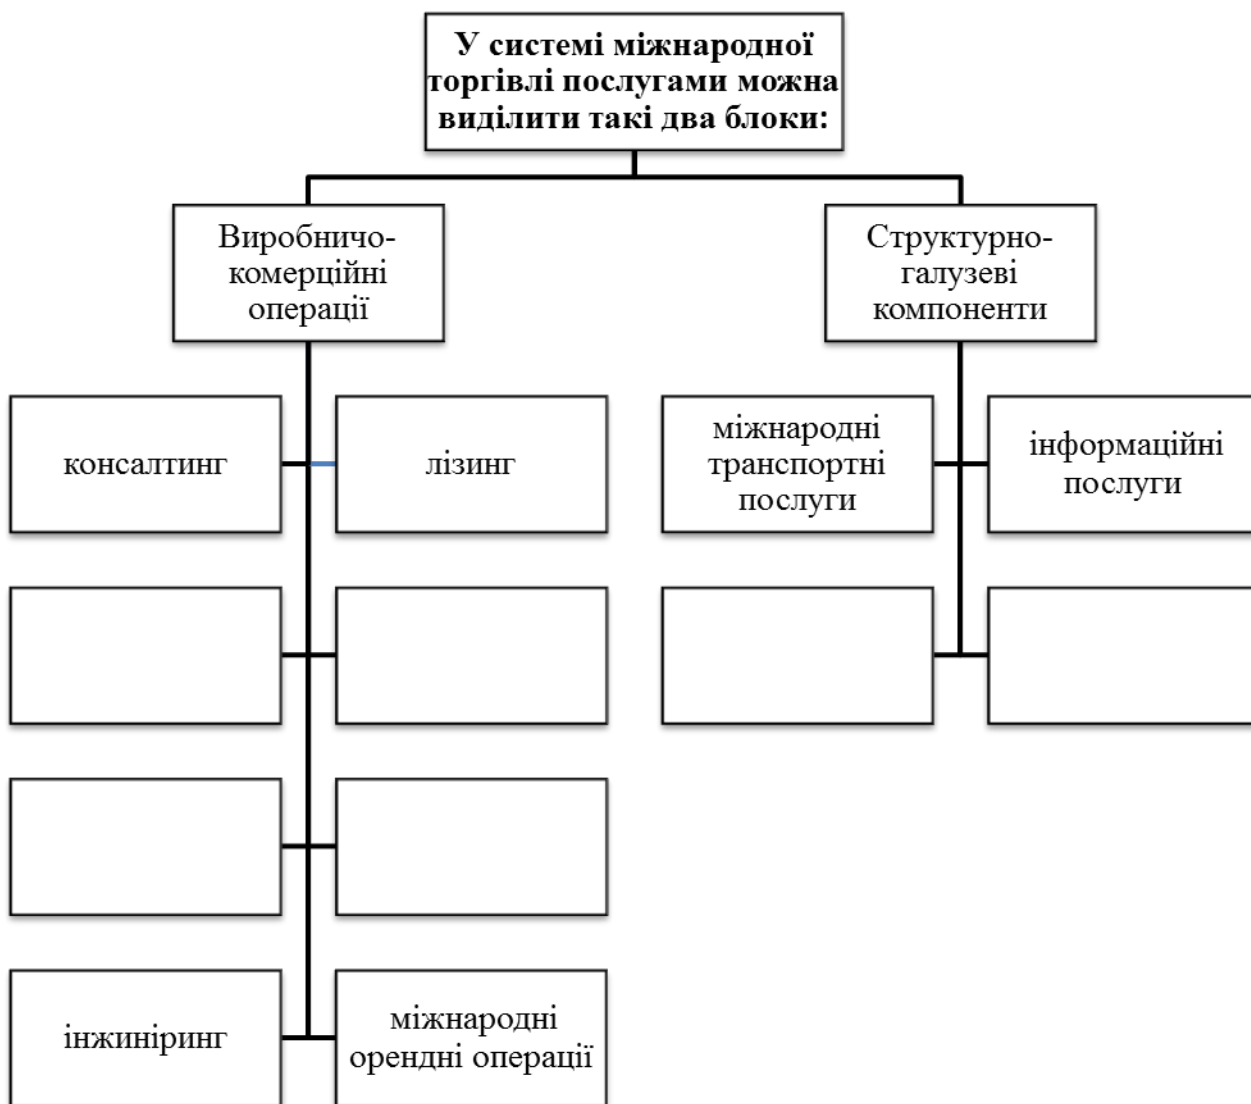 У системі міжнародної
торгівлі послугами можна
виділити такі два блоки:
Виробничо-
комерційні
операції
Структурно-
галузеві
компоненти
консалтинг
лізинг
міжнародні
транспортні
послуги
інформаційні
послуги
інжиніринг
міжнародні
орендні операції